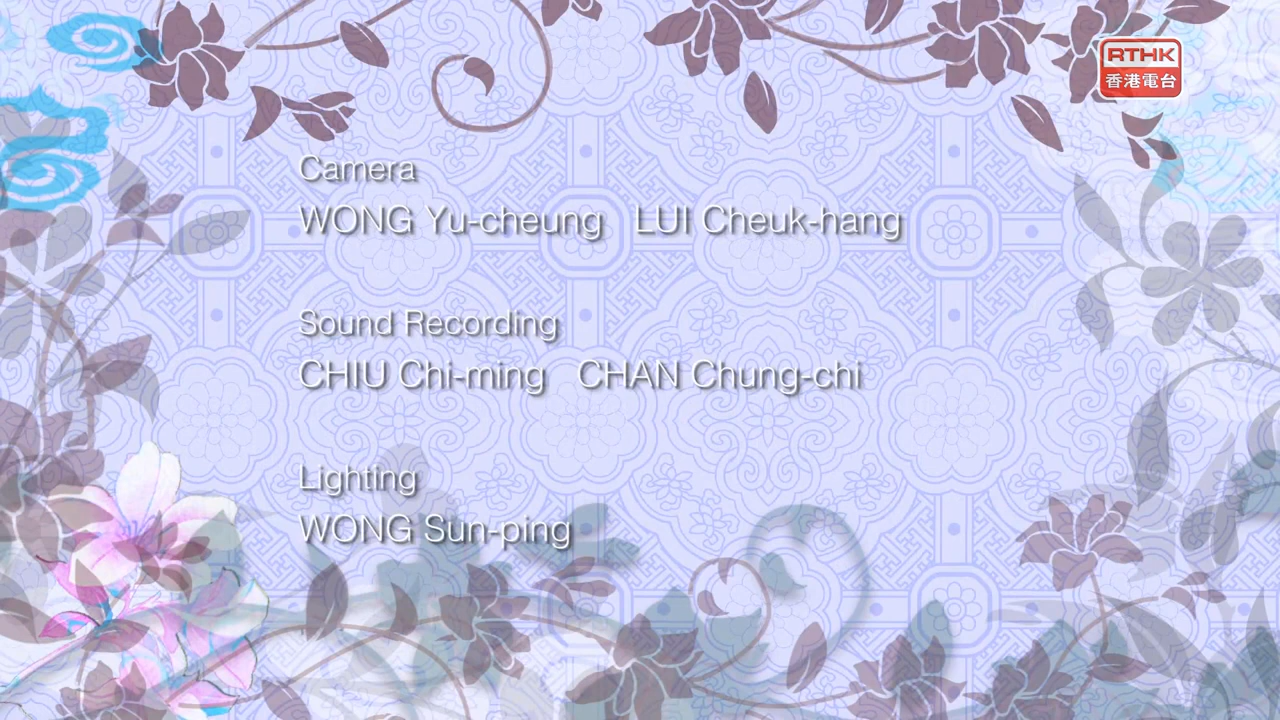 RTHK
香港電台
Camera
WONG Yu-cheung LUI Cheuk-hang
Sound Recording
CHIU Chi-ming CHAN Chung-chi
Lighting
WONG Sun-ping